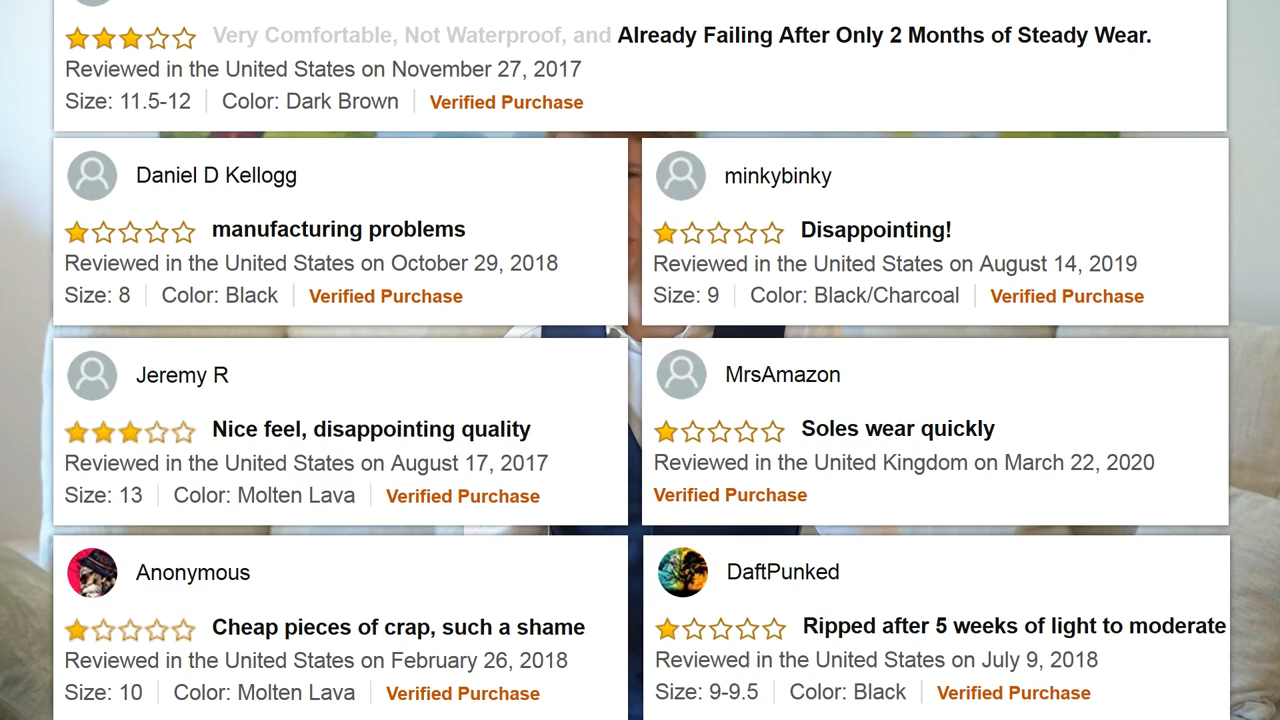 Very Comfortable, Not Waterproof, and Already Failing After Only 2 Months of Steady Wear.
Reviewed in the United States on November 27, 2017
Size: 11.5-12 Color: Dark Brown Verified Purchase
Daniel D Kellogg
manufacturing problems
Reviewed in the United States on October 29, 2018
Size: 8 Color: Black Verified Purchase
minkybinky
Disappointing!
Reviewed in the United States on August 14, 2019
Size: 9 Color: Black/Charcoal Verified Purchase
Jeremy R
Nice feel, disappointing quality
Reviewed in the United States on August 17, 2017
Size: 13 Color: Molten Lava Verified Purchase
MrsAmazon
Soles wear quickly
Reviewed in the United Kingdom on March 22, 2020
Verified Purchase
Anonymous
Cheap pieces of crap, such a shame
Reviewed in the United States on February 26, 2018
Size: 10 Color: Molten Lava Verified Purchase
DaftPunked
Ripped after 5 weeks of light to moderate
Reviewed in the United States on July 9, 2018
Size: 9-9.5 Color: Black Verified Purchase